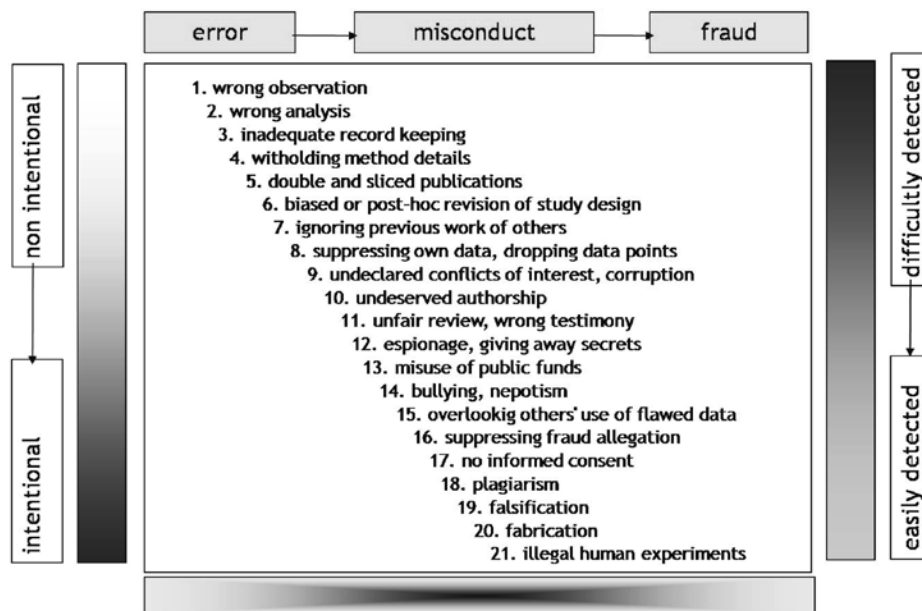 error
misconduct
fraud
non intentional
intentional
1. wrong observation
2. wrong analysis
3. inadequate record keeping
4. witholding method details
5. double and sliced publications
6. biased or post-hoc revision of study design
7. ignoring previous work of others
8. suppressing own data, dropping data points
9. undeclared conflicts of interest, corruption
10. undeserved authorship
11. unfair review, wrong testimony
12. espionage, giving away secrets
13. misuse of public funds
14. bullying, nepotism
15. overlookig others' use of flawed data
16. suppressing fraud allegation
17. no informed consent
18. plagiarism
19. falsification
20. fabrication
21. illegal human experiments
difficultly detected
easily detected